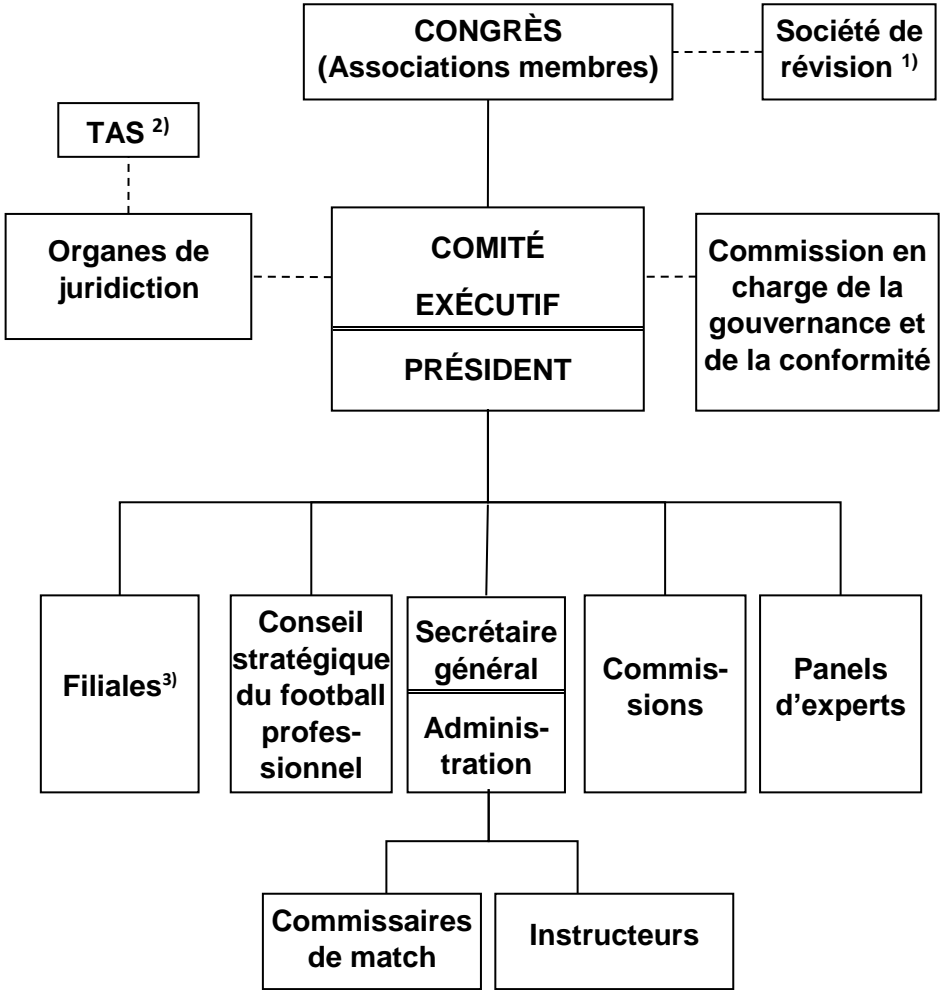 CONGRÈS
(Associations membres)
Société de
révision 1)
TAS 2)
Organes de
juridiction
COMITÉ
EXÉCUTIF
PRÉSIDENT
Commission en
charge de la
gouvernance et
de la conformité
Filiales3)
Conseil
stratégique
du football
profes-
sionnel
Secrétaire
général
Adminis-
tration
Commis-
sions
Panels
d’experts
Commissaires
de match
Instructeurs